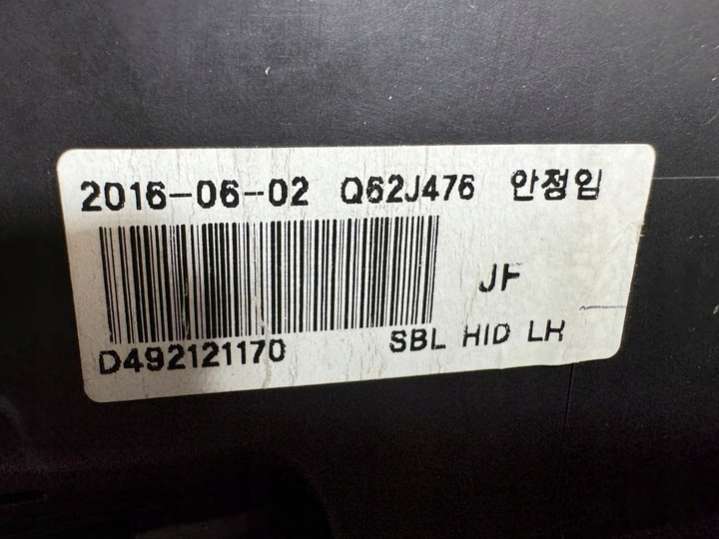 2016-06-02 Q62J476 안정임
JF
D492121170
SBL HID LH